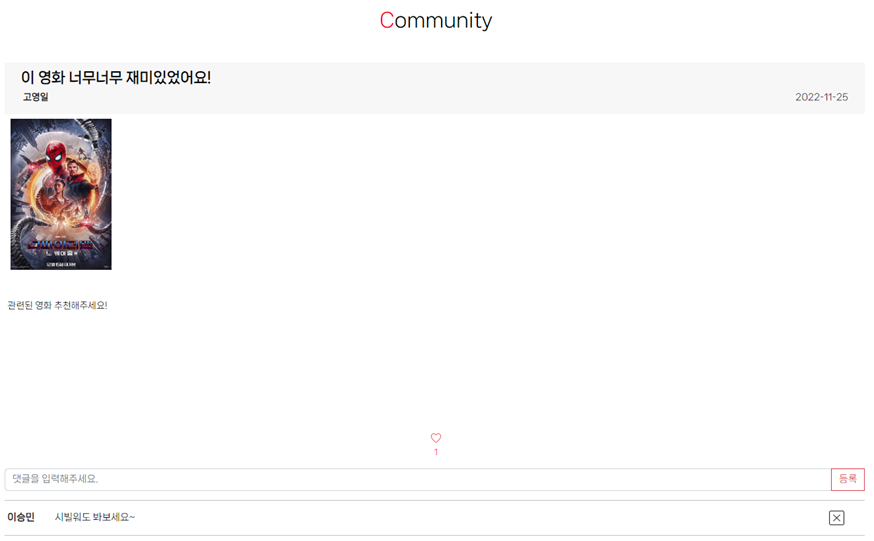 Community
이 영화 너무너무 재미있었어요!
고영일
2022-11-25
관련된 영화 추천해주세요!
1
댓글을 입력해주세요.
등록
이승민 시빌워도 봐보세요~